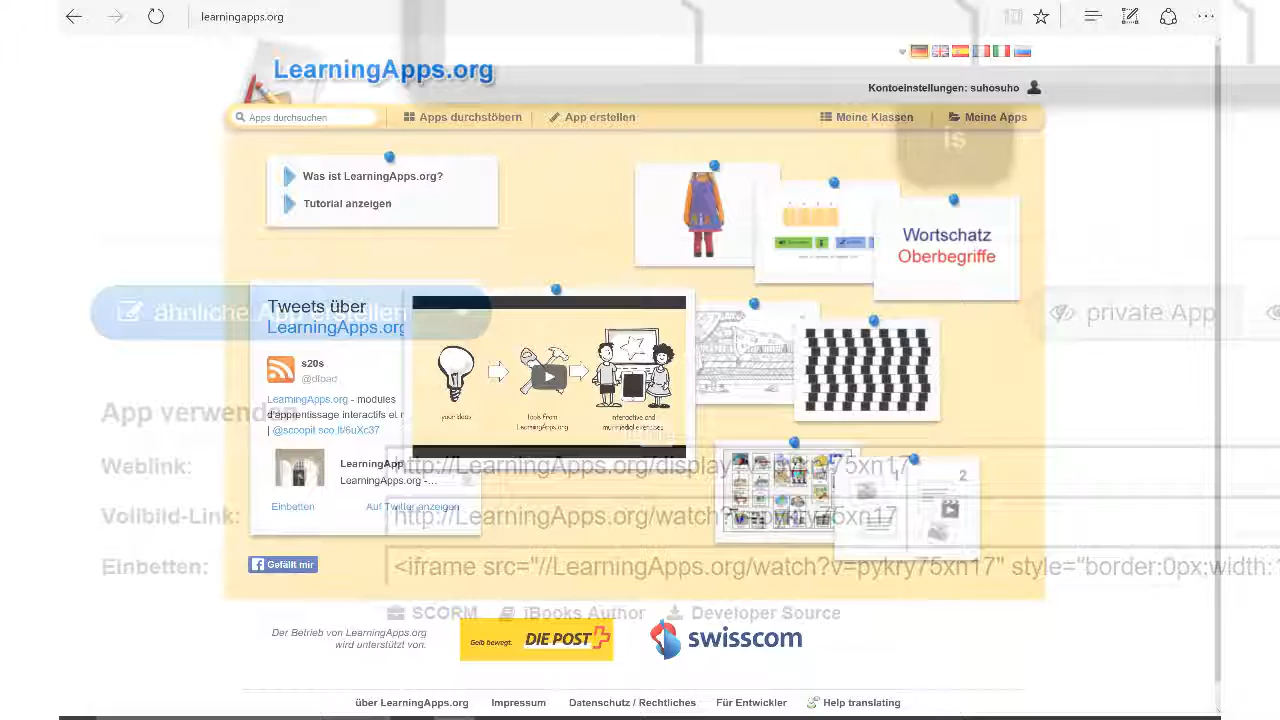 learningapps.org
LearningApps.org
Kontoeinstellungen: suhosuho
Apps durchsuchen
Apps durchstöbern
App erstellen
Meine Klassen
Meine Apps
is
Was ist LearningApps.org?
Tutorial anzeigen
Wortschatz
Oberbegriffe
ähnliche App erstellen
private App
Tweets über
LearningApps.org
s20s
@dload
LearningApps.org - modules
d'apprentissage interactifs et
| @scoopit sco.lt/6uXc37
your ideas
tools from
LearningApps.org
interactive and
multimedial exercises
App verwenden
LearningApp
LearningApps.org -...
Einbetten
Auf Twitter anzeigen
1
2
Weblink:
http://LearningApps.org/display?v=pykry75xn17
Vollbild-Link:
http://LearningApps.org/watch?v=pykry75xn17
Einbetten:
<iframe src="//LearningApps.org/watch?v=pykry75xn17" style="border:0px;width:
Gefällt mir
SCORM
iBooks Author
Developer Source
Der Betrieb von LearningApps.org
wird unterstützt von:
Gelb bewegt.
DIE POST
swisscom
über LearningApps.org
Impressum
Datenschutz / Rechtliches
Für Entwickler
Help translating